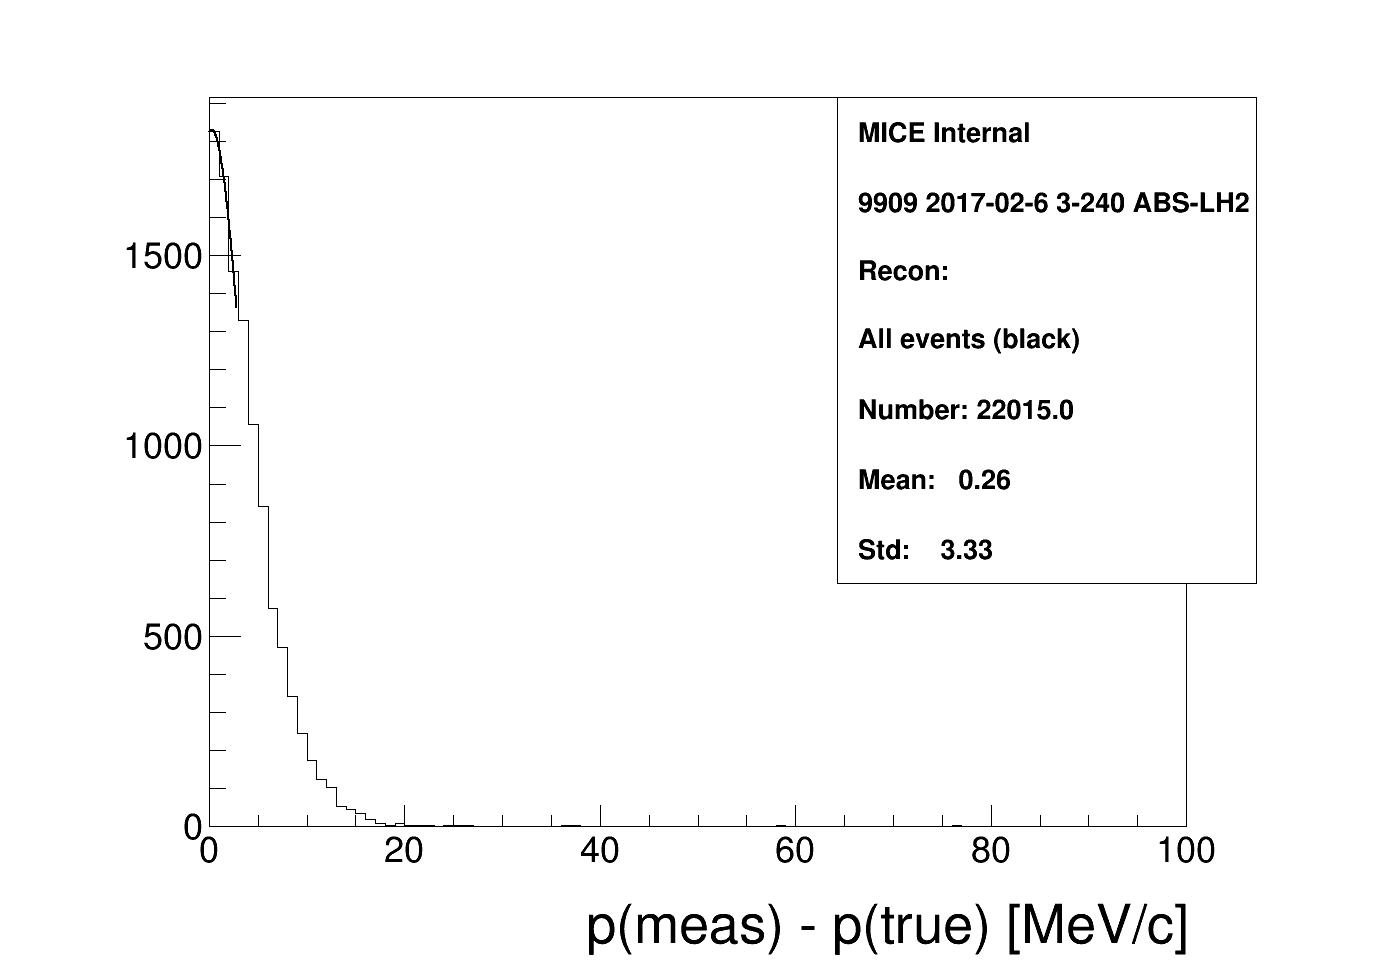 MICE Internal
9909 2017-02-6 3-240 ABS-LH2
Recon:
All events (black)
Number: 22015.0
Mean: 0.26
Std: 3.33
1500
1000
500
0
0 20 40 60 80 100
p(meas) - p(true) [MeV/c]